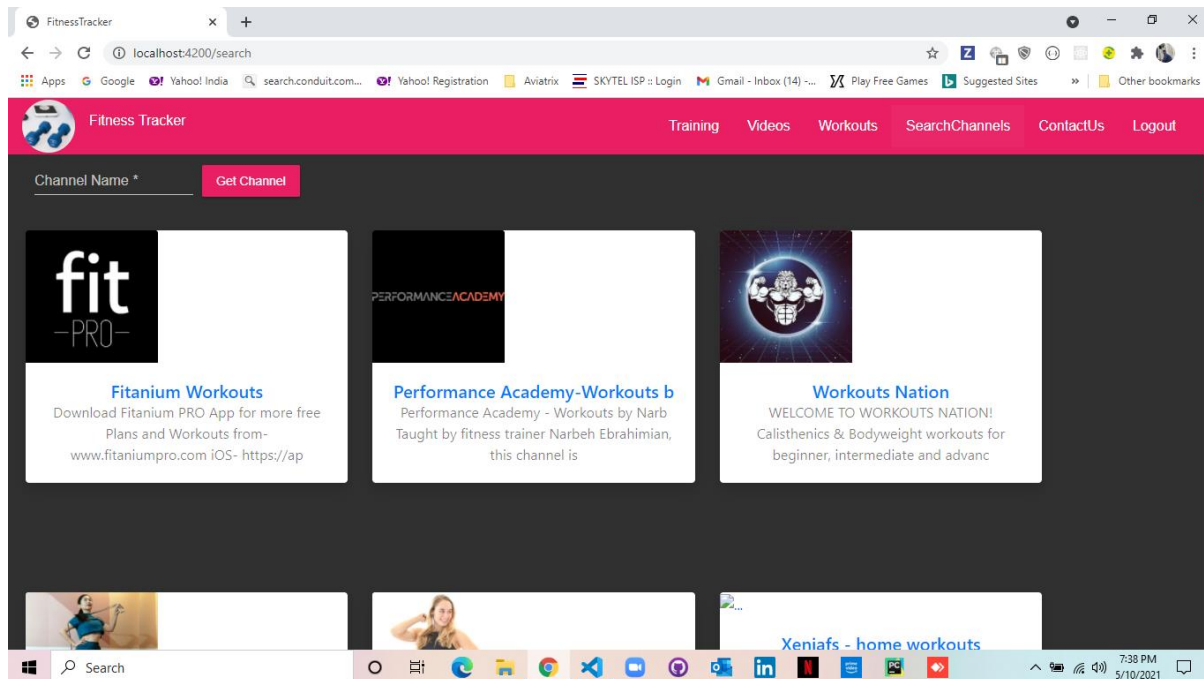 FitnessTracker
localhost:4200/search
Apps
Google
Yahoo! India
search.conduit.com...
Yahoo! Registration
Aviatrix
SKYTEL ISP :: Login
Gmail - Inbox (14) -...
Play Free Games
Suggested Sites
»
Other bookmarks
Fitness Tracker
Training
Videos
Workouts
SearchChannels
ContactUs
Logout
Channel Name *
Get Channel
fit
-PRO-
PERFORMANCEACADEMY
Fitanium Workouts
Download Fitanium PRO App for more free
Plans and Workouts from-
www.fitaniumpro.com iOS- https://ap
Performance Academy-Workouts b
Performance Academy - Workouts by Narb
Taught by fitness trainer Narbeh Ebrahimian,
this channel is
Workouts Nation
WELCOME TO WORKOUTS NATION!
Calisthenics & Bodyweight workouts for
beginner, intermediate and advanc
...
Xeniafs - home workouts
Search
7:38 PM
5/10/2021